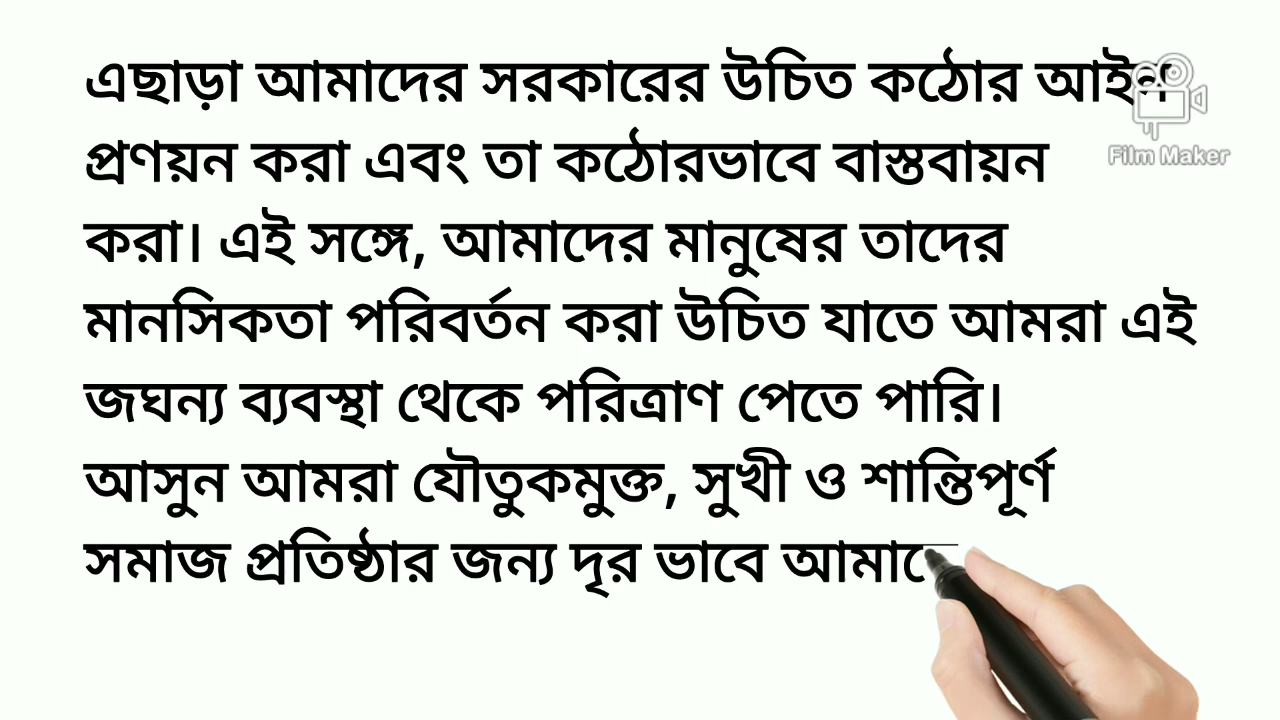 এছাড়া আমাদের সরকারের উচিত কঠোর আইন
প্রণয়ন করা এবং তা কঠোরভাবে বাস্তবায়ন
করা। এই সঙ্গে, আমাদের মানুষের তাদের
মানসিকতা পরিবর্তন করা উচিত যাতে আমরা এই
জঘন্য ব্যবস্থা থেকে পরিত্রাণ পেতে পারি।
আসুন আমরা যৌতুকমুক্ত, সুখী ও শান্তিপূর্ণ
সমাজ প্রতিষ্ঠার জন্য দৃর ভাবে
Film Maker